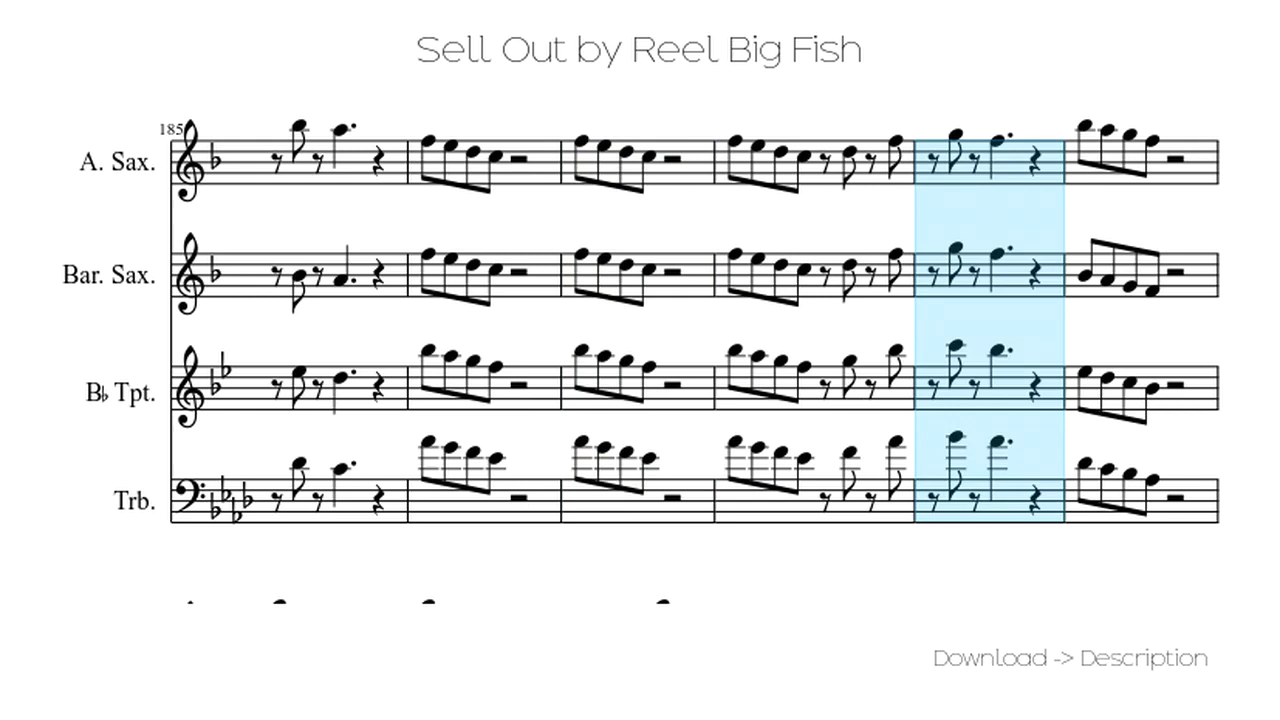 Sell Out by Reel Big Fish
185
A. Sax.
Bar. Sax.
B♭ Tpt.
Trb.
Download -> Description